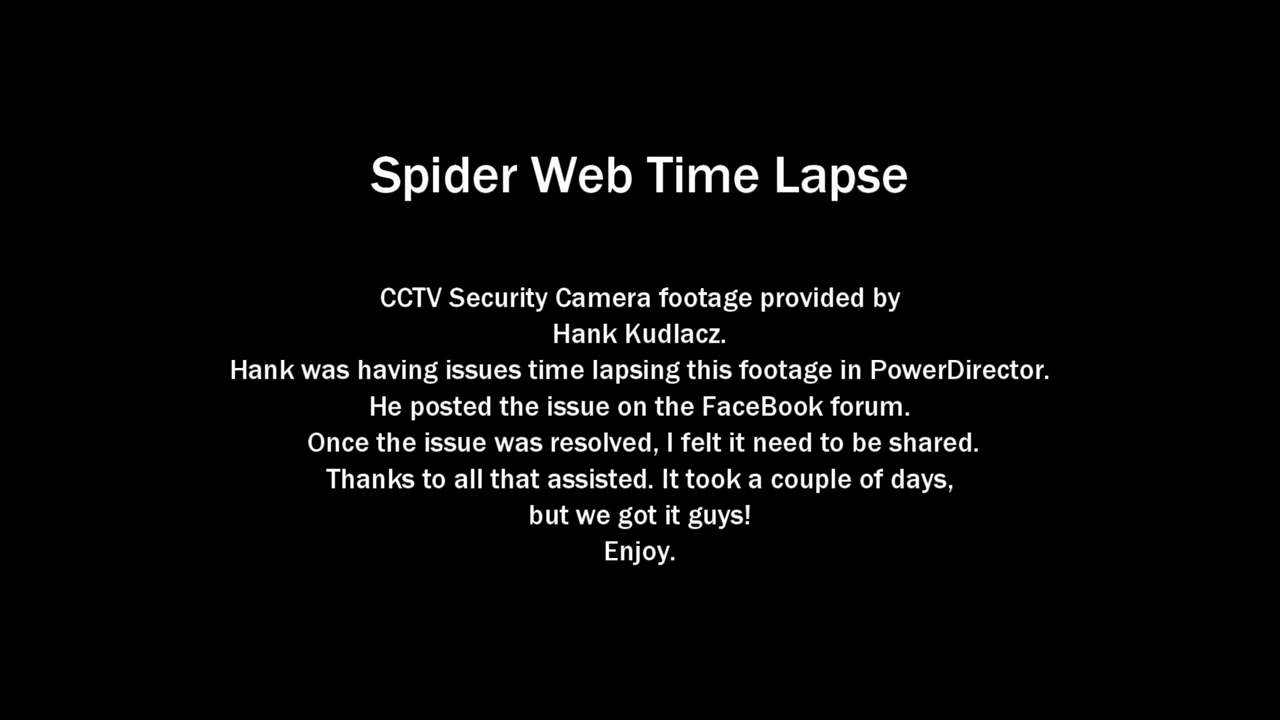 Spider Web Time Lapse
CCTV Security Camera footage provided by
Hank Kudlacz.
Hank was having issues time lapsing this footage in PowerDirector.
He posted the issue on the FaceBook forum.
Once the issue was resolved, I felt it need to be shared.
Thanks to all that assisted. It took a couple of days,
but we got it guys!
Enjoy.